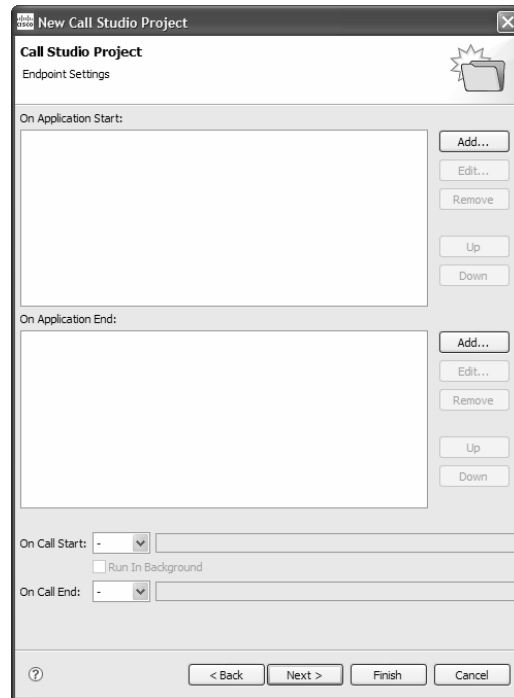 cisco New Call Studio Project
Call Studio Project
Endpoint Settings
On Application Start:
Add...
Edit...
Remove
Up
Down
On Application End:
Add...
Edit...
Remove
Up
Down
On Call Start: -
Run In Background
On Call End: -
? < Back Next > Finish Cancel